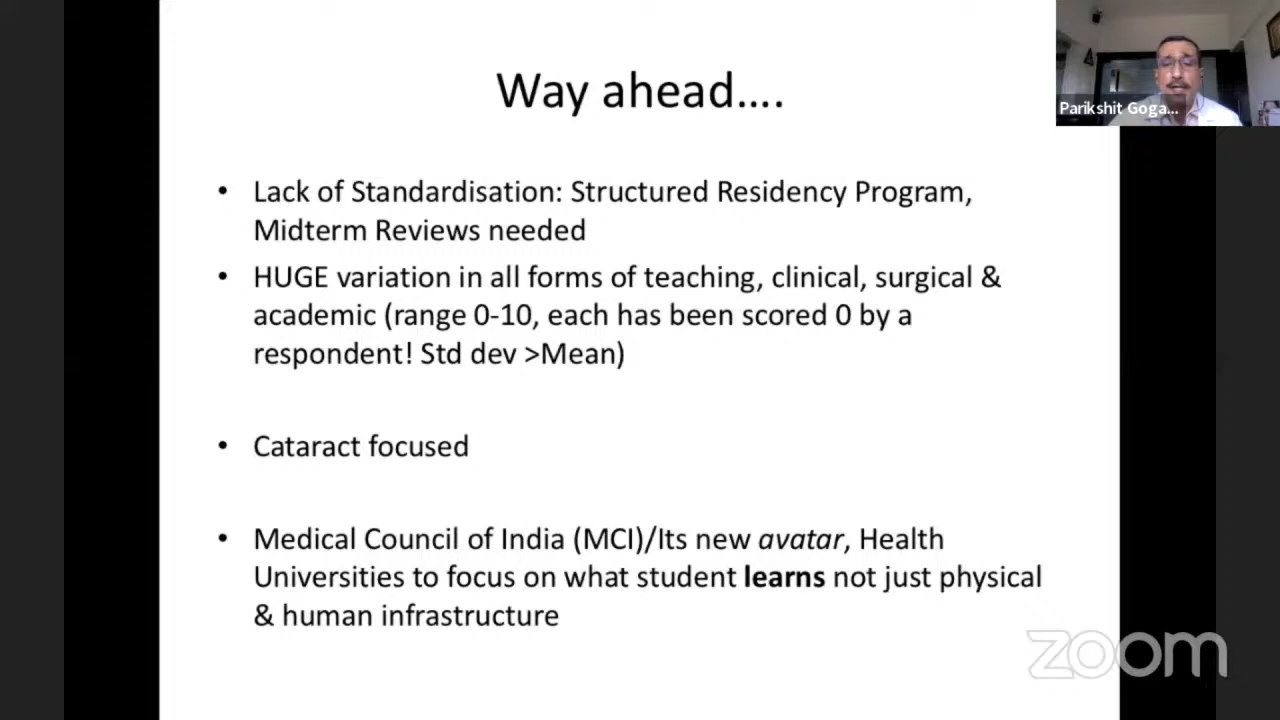 Way ahead....
• Lack of Standardisation: Structured Residency Program,
Midterm Reviews needed
• HUGE variation in all forms of teaching, clinical, surgical &
academic (range 0-10, each has been scored 0 by a
respondent! Std dev >Mean)
• Cataract focused
• Medical Council of India (MCI)/Its new avatar, Health
Universities to focus on what student learns not just physical
& human infrastructure
Parikshit Goga...
zoom